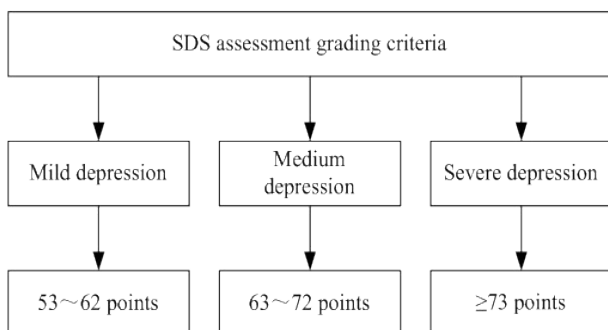 SDS assessment grading criteria
Mild depression
Medium
depression
Severe depression
53～62 points
63～72 points
≥73 points